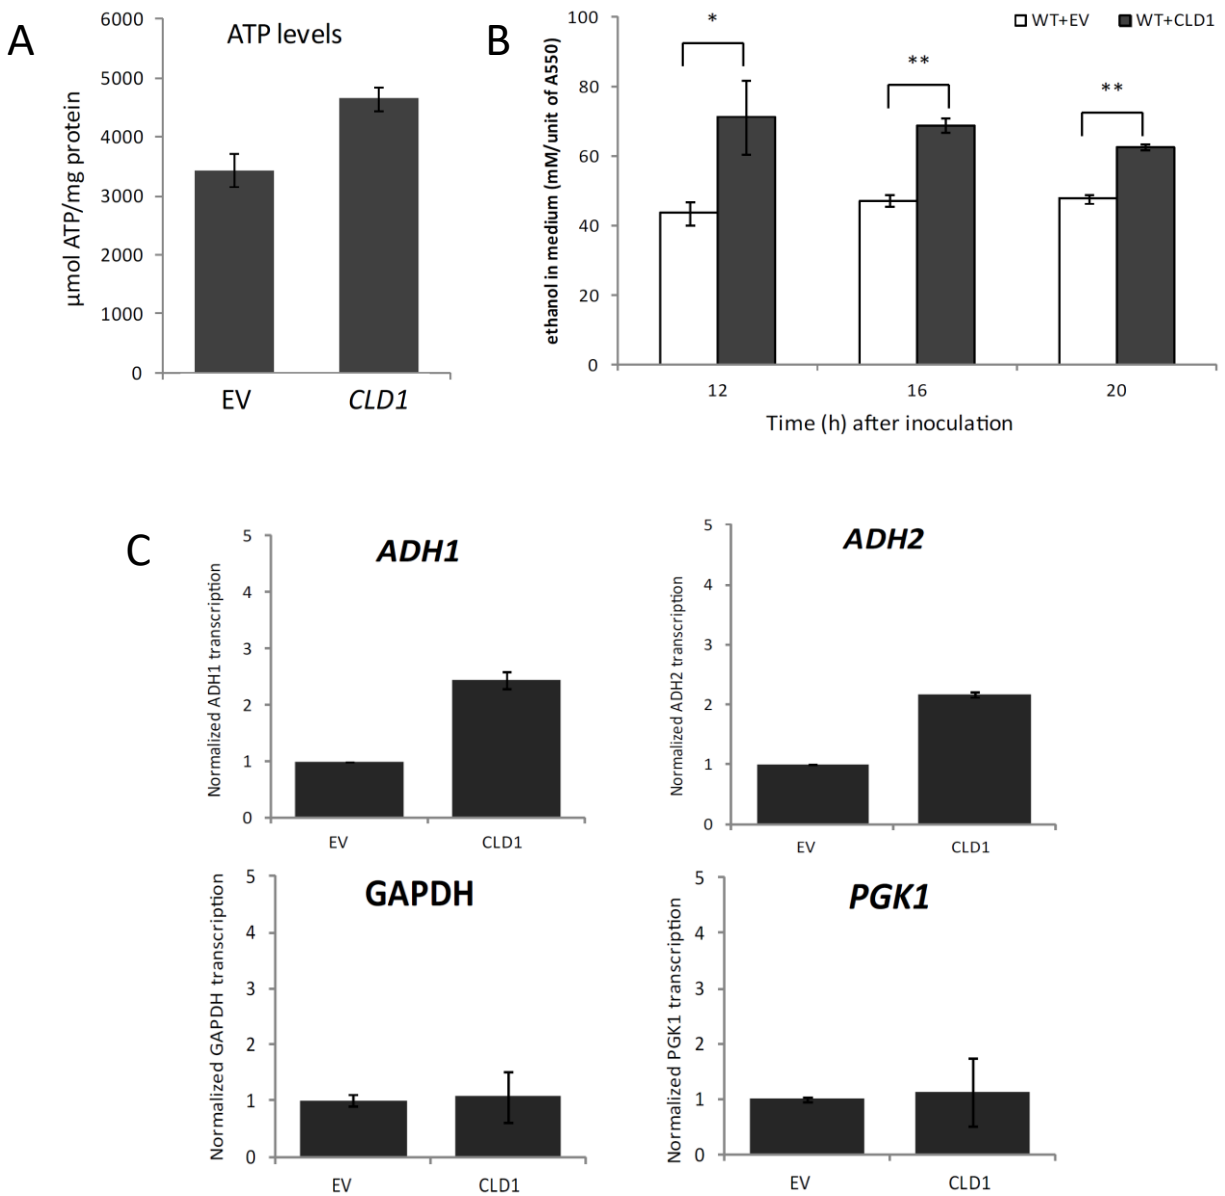 A
ATP levels
µmol ATP/mg protein
6000
5000
4000
3000
2000
1000
0
EV
CLD1
B
WT+EV
WT+CLD1
ethanol in medium (mM/unit of A550)
100
80
60
40
20
0
*
**
**
12
16
20
Time (h) after inoculation
C
ADH1
Normalized ADH1 transcription
5
4
3
2
1
0
EV
CLD1
ADH2
Normalized ADH2 transcription
5
4
3
2
1
0
EV
CLD1
GAPDH
Normalized GAPDH transcription
5
4
3
2
1
0
EV
CLD1
PGK1
Normalized PGK1 transcription
5
4
3
2
1
0
EV
CLD1